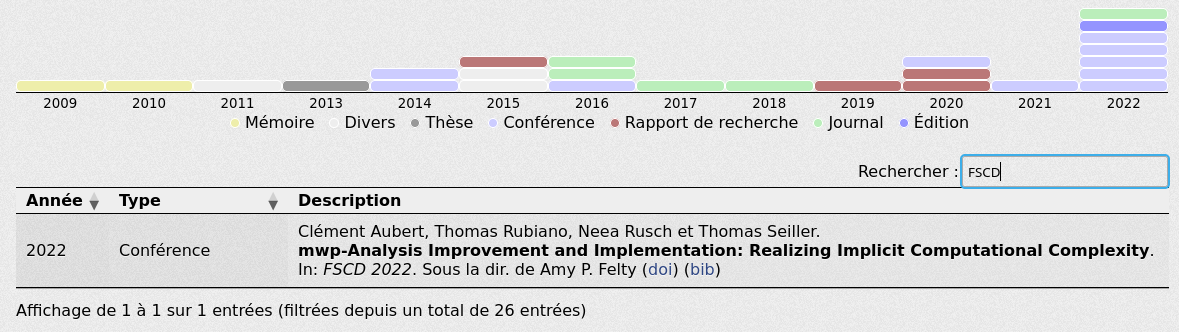 2009 2010 2011 2013 2014 2015 2016 2017 2018 2019 2020 2021 2022
Mémoire Divers Thèse Conférence Rapport de recherche Journal Édition
Rechercher : FSCD
Année Type Description
Clément Aubert, Thomas Rubiano, Neea Rusch et Thomas Seiller.
2022 Conférence mwp-Analysis Improvement and Implementation: Realizing Implicit Computational Complexity.
In: FSCD 2022. Sous la dir. de Amy P. Felty (doi) (bib)
Affichage de 1 à 1 sur 1 entrées (filtrées depuis un total de 26 entrées)